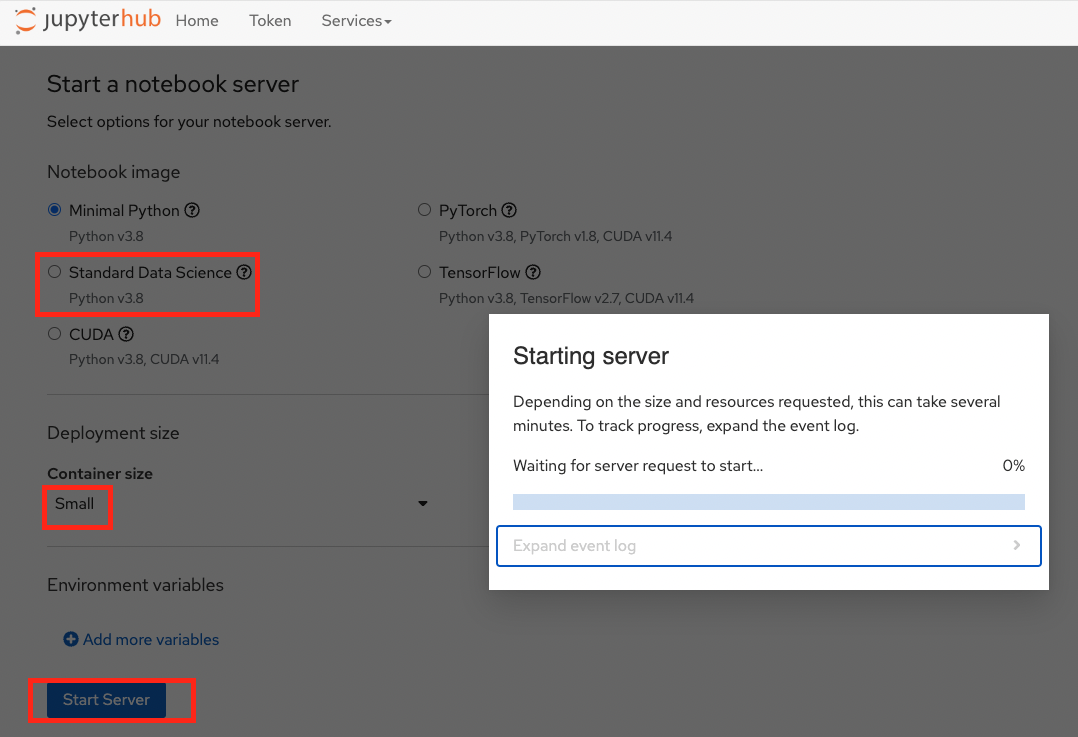 jupyterhub Home Token Services
Start a notebook server
Select options for your notebook server.
Notebook image
Minimal Python
Python v3.8
PyTorch
Python v3.8, PyTorch v1.8, CUDA v11.4
Standard Data Science
Python v3.8
TensorFlow
Python v3.8, TensorFlow v2.7, CUDA v11.4
CUDA
Python v3.8, CUDA v11.4
Deployment size
Container size
Small
Environment variables
Add more variables
Start Server
Starting server
Depending on the size and resources requested, this can take several
minutes. To track progress, expand the event log.
Waiting for server request to start... 0%
Expand event log